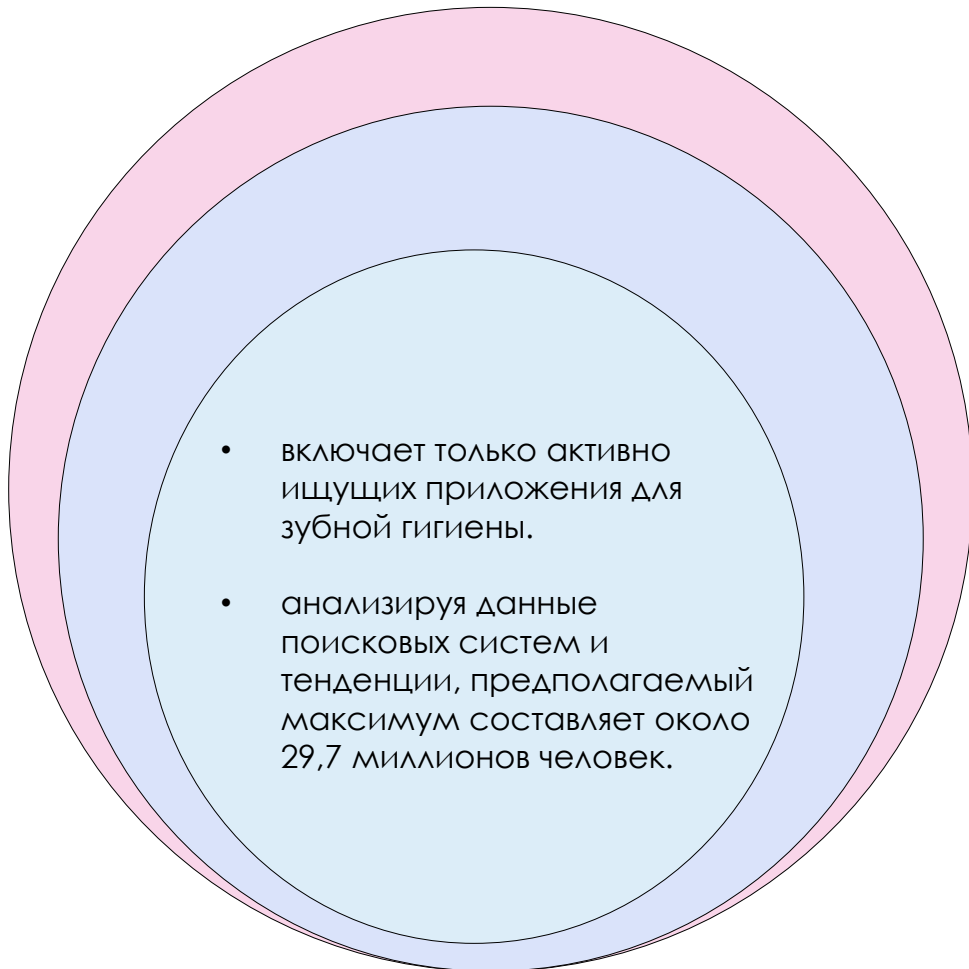 • включает только активно
ищущих приложения для
зубной гигиены.
• анализируя данные
поисковых систем и
тенденции, предполагаемый
максимум составляет около
29,7 миллионов человек.